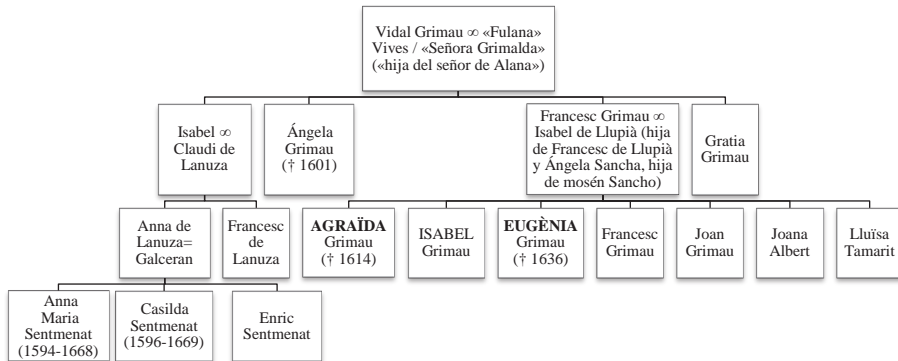 Vidal Grimau ∞ «Fulana»
Vives / «Señora Grimalda»
(«hija del señor de Alana»)
Isabel ∞
Claudi de
Lanuza
Ángela
Grimau
(† 1601)
Francesc Grimau ∞
Isabel de Llupià (hija
de Francesc de Llupià
y Ángela Sancha, hija
de mosén Sancho)
Gratia
Grimau
Anna de
Lanuza=
Galceran
Francesc
de
Lanuza
AGRAÏDA
Grimau
(† 1614)
ISABEL
Grimau
EUGÈNIA
Grimau
(† 1636)
Francesc
Grimau
Joan
Grimau
Joana
Albert
Lluïsa
Tamarit
Anna
Maria
Sentmenat
(1594-1668)
Casilda
Sentmenat
(1596-1669)
Enric
Sentmenat